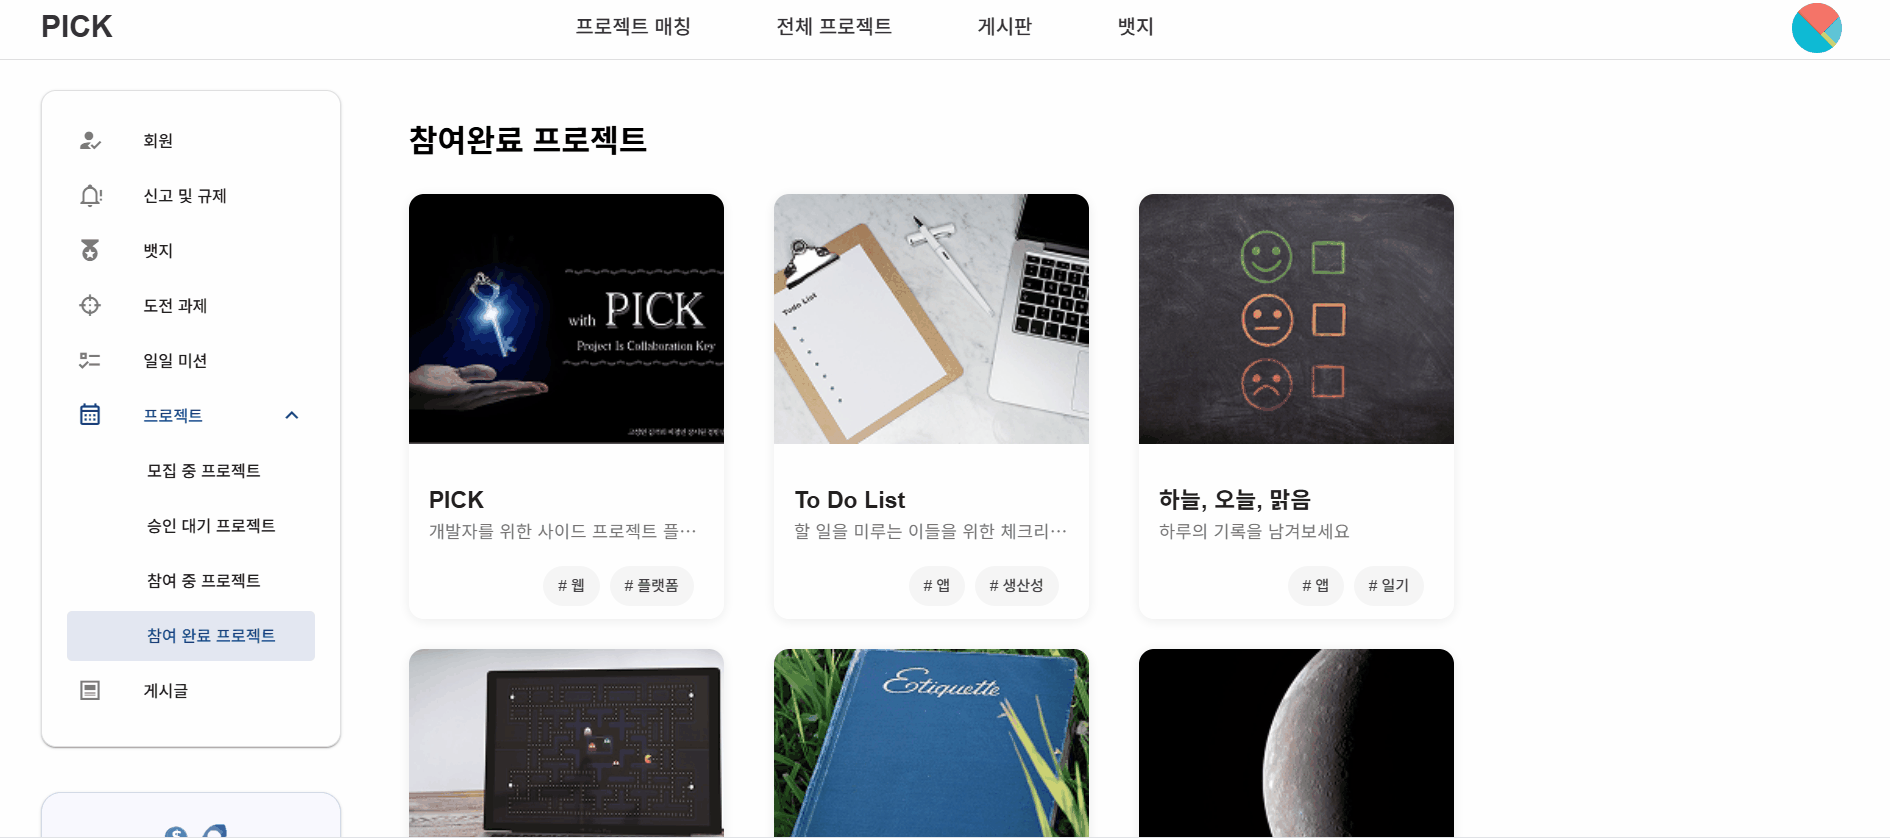 PICK
프로젝트 매칭
전체 프로젝트
게시판
뱃지
회원
신고 및 규제
뱃지
도전 과제
일일 미션
프로젝트
모집 중 프로젝트
승인 대기 프로젝트
참여 중 프로젝트
참여 완료 프로젝트
게시글
참여완료 프로젝트
with PICK
Project Is Collaboration Key
PICK
개발자를 위한 사이드 프로젝트 플…
# 웹
# 플랫폼
Todo List
To Do List
할 일을 미루는 이들을 위한 체크리…
# 앱
# 생산성
하늘, 오늘, 맑음
하루의 기록을 남겨보세요
# 앱
# 일기
Etiquette